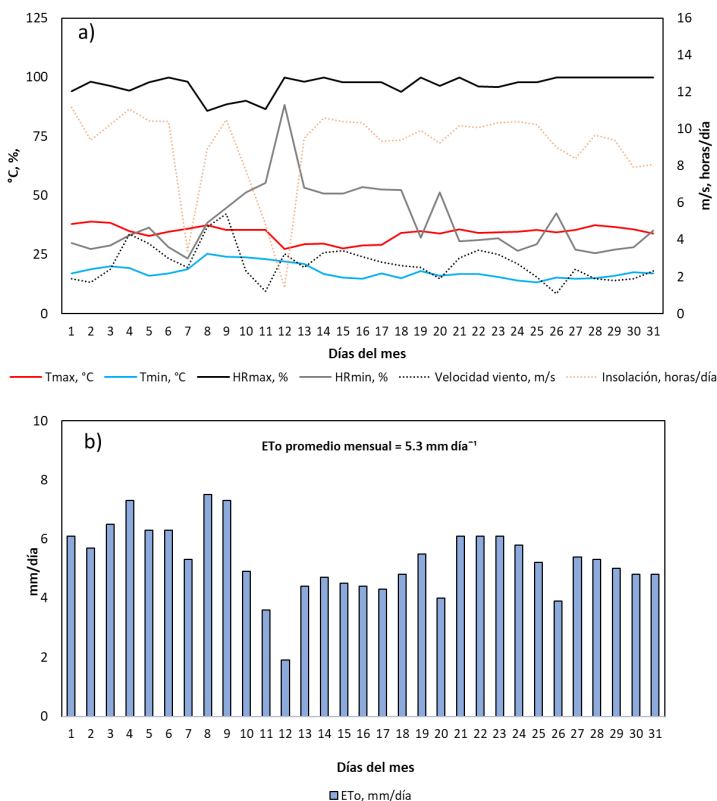 a)
°C, %,
125
100
75
50
25
0
16
14
12
10
8
6
4
2
0
m/s, horas/día
1 2 3 4 5 6 7 8 9 10 11 12 13 14 15 16 17 18 19 20 21 22 23 24 25 26 27 28 29 30 31
Días del mes
Tmax, °C Tmin, °C HRmax, % HRmin, % Velocidad viento, m/s Insolación, horas/día
b)
ETo promedio mensual = 5.3 mm día⁻¹
mm/día
10
8
6
4
2
0
1 2 3 4 5 6 7 8 9 10 11 12 13 14 15 16 17 18 19 20 21 22 23 24 25 26 27 28 29 30 31
Días del mes
ETo, mm/día